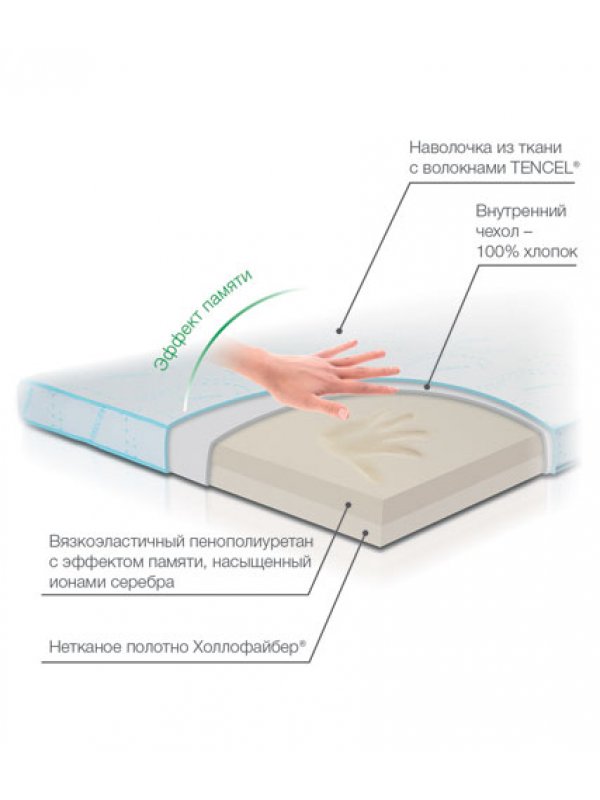 Наволочка из ткани
с волокнами TENCEL®
Внутренний
чехол –
100% хлопок
Эффект памяти
Вязкоэластичный пенополиуретан
с эффектом памяти, насыщенный
ионами серебра
Нетканое полотно Холлофайбер®